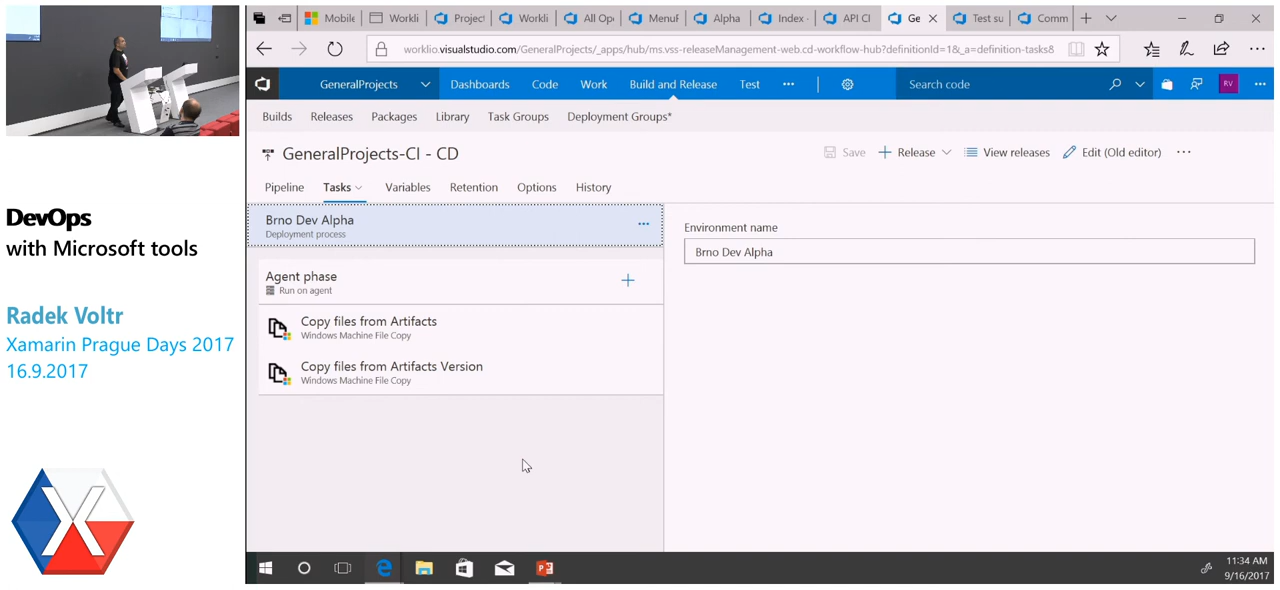 DevOps
with Microsoft tools
Radek Voltr
Xamarin Prague Days 2017
16.9.2017
X
Mobile Workli Project Workli All Ope MenuF Alpha Index - API CI Ge Test su Comm
worklio.visualstudio.com/GeneralProjects/_apps/hub/ms.vss-releaseManagement-web.cd-workflow-hub?definitionId=1&_a=definition-tasks&
GeneralProjects Dashboards Code Work Build and Release Test Search code RV
Builds Releases Packages Library Task Groups Deployment Groups*
GeneralProjects-CI - CD Save Release View releases Edit (Old editor)
Pipeline Tasks Variables Retention Options History
Brno Dev Alpha
Deployment process
Agent phase
Run on agent
Copy files from Artifacts
Windows Machine File Copy
Copy files from Artifacts Version
Windows Machine File Copy
Environment name
Brno Dev Alpha
11:34 AM
9/16/2017